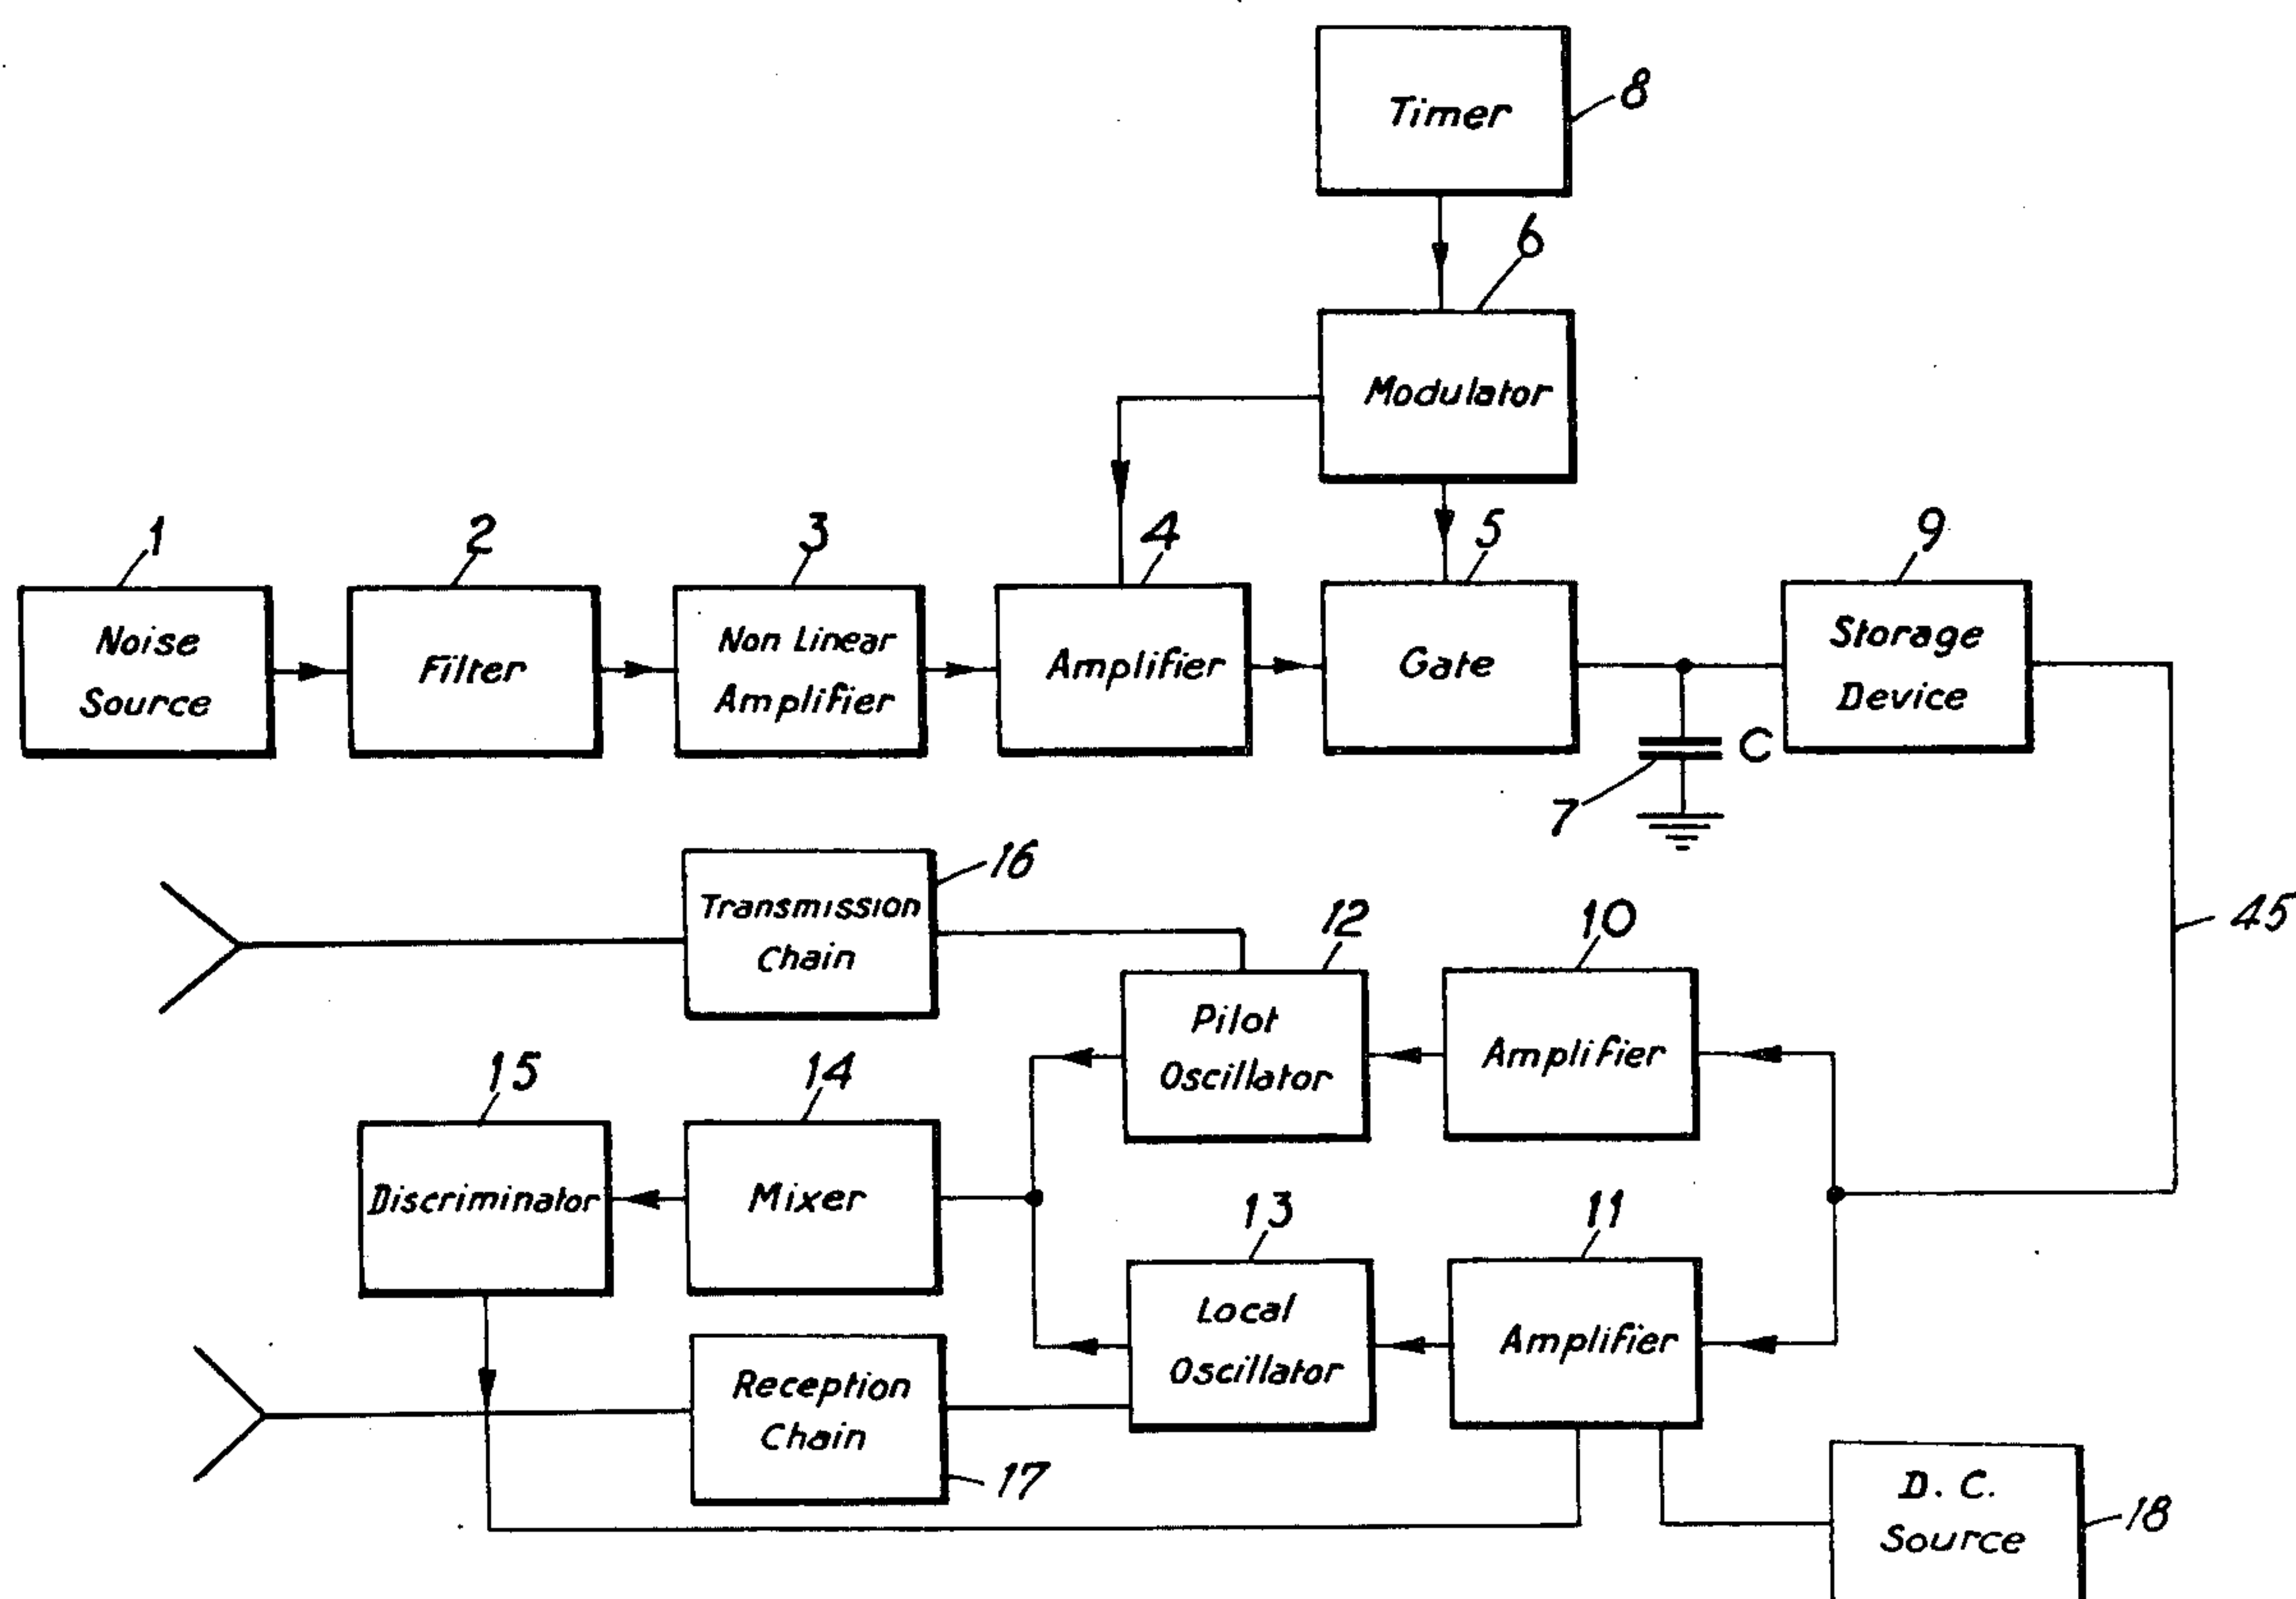 Timer
8
6
Modulator
1
2
3
4
5
9
Noise
Source
Filter
Non Linear
Amplifier
Amplifier
Gate
Storage
Device
C
7
16
Transmission
Chain
12
10
45
Pilot
Oscillator
Amplifier
15
14
Discriminator
Mixer
13
11
Local
Oscillator
Amplifier
Reception
Chain
17
D. C.
Source
18